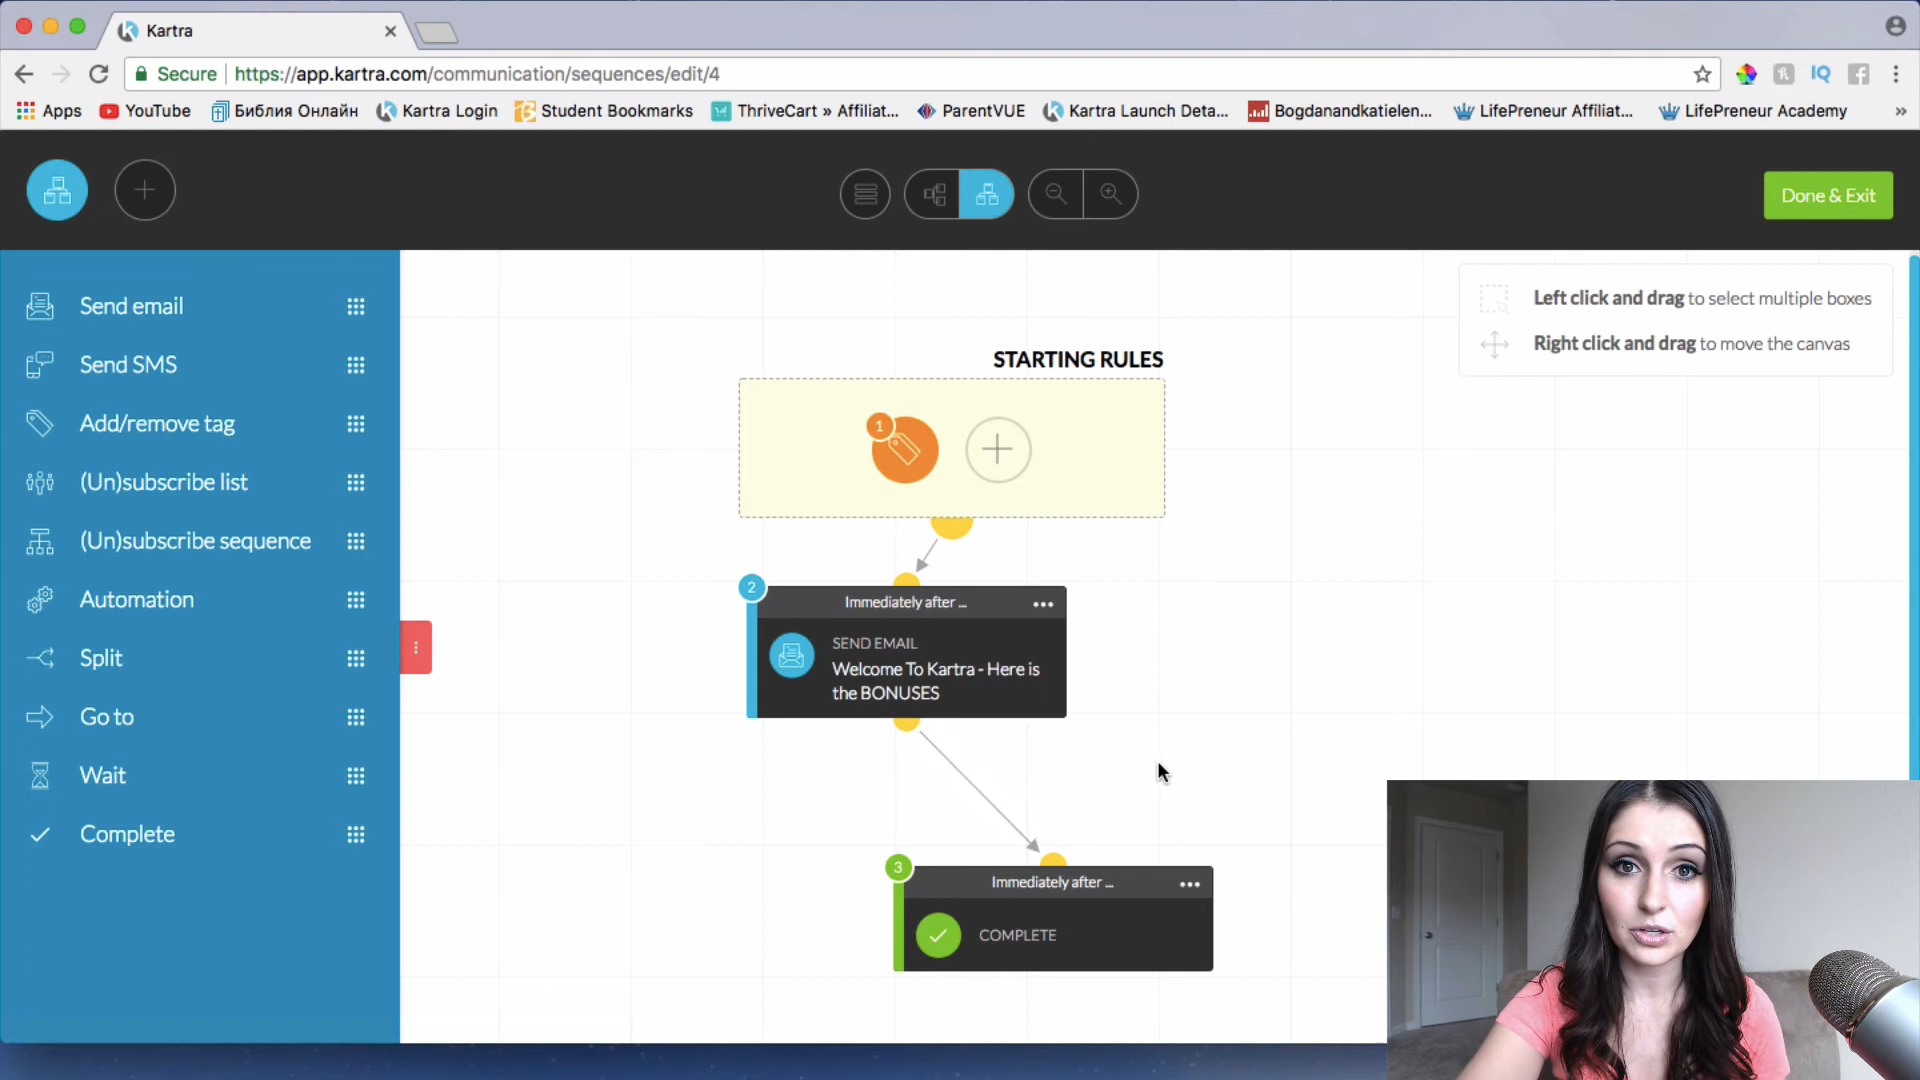 Kartra
Secure https://app.kartra.com/communication/sequences/edit/4
Apps YouTube Библия Онлайн Kartra Login Student Bookmarks ThriveCart » Affiliat... ParentVUE Kartra Launch Deta... Bogdanandkatielen... LifePreneur Affiliat... LifePreneur Academy »
Done & Exit
Send email
Send SMS
Add/remove tag
(Un)subscribe list
(Un)subscribe sequence
Automation
Split
Go to
Wait
Complete
Left click and drag to select multiple boxes
Right click and drag to move the canvas
STARTING RULES
1
2
Immediately after ...
SEND EMAIL
Welcome To Kartra - Here is
the BONUSES
3
Immediately after ...
COMPLETE